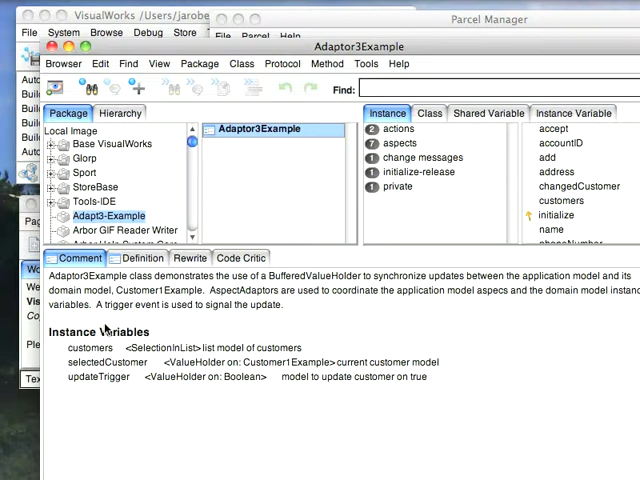 VisualWorks /Users/jarobe
Parcel Manager
File System Browse Debug Store
File Parcel Help
Adaptor3Example
Browser Edit Find View Package Class Protocol Method Tools Help
Find:
Package Hierarchy
Instance Class Shared Variable Instance Variable
Local Image
Base VisualWorks
Glorp
Sport
StoreBase
Tools-IDE
Adapt3-Example
Arbor GIF Reader Writer
Adaptor3Example
2 actions
7 aspects
1 change messages
1 initialize-release
1 private
accept
accountID
add
address
changedCustomer
customers
initialize
name
Comment Definition Rewrite Code Critic
Adaptor3Example class demonstrates the use of a BufferedValueHolder to synchronize updates between the application model and its
domain model, Customer1Example. AspectAdaptors are used to coordinate the application model aspecs and the domain model instanc
variables. A trigger event is used to signal the update.
Instance Variables
customers <SelectionInList> list model of customers
selectedCustomer <ValueHolder on: Customer1Example> current customer model
updateTrigger <ValueHolder on: Boolean> model to update customer on true